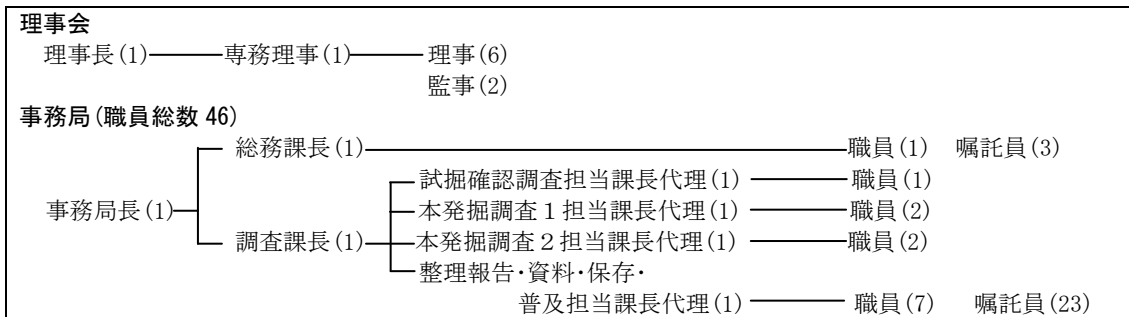 理事会
理事長(1) 専務理事(1) 理事(6)
監事(2)
事務局(職員総数 46)
総務課長(1) 職員(1) 嘱託員(3)
試掘確認調査担当課長代理(1) 職員(1)
事務局長(1) 本発掘調査1担当課長代理(1) 職員(2)
調査課長(1) 本発掘調査2担当課長代理(1) 職員(2)
整理報告・資料・保存・
普及担当課長代理(1) 職員(7) 嘱託員(23)